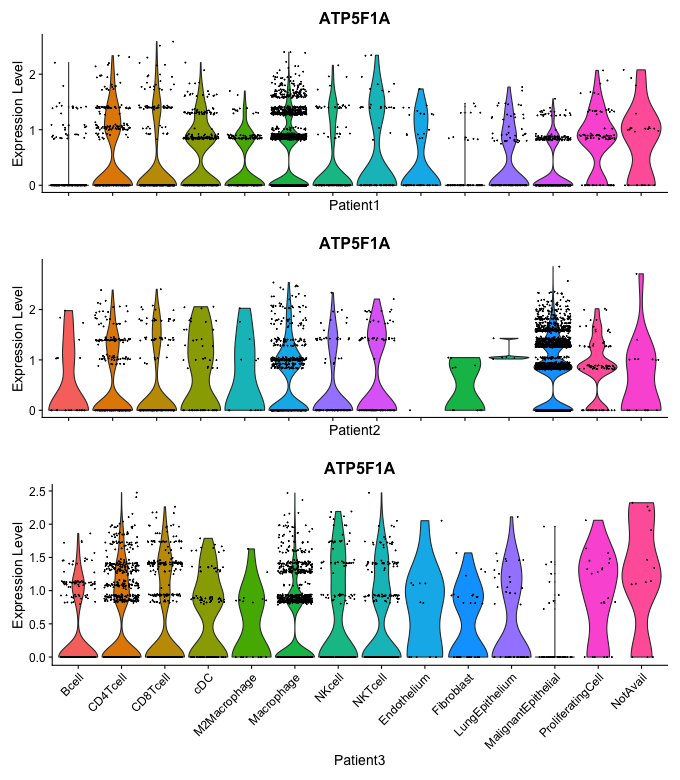 ATP5F1A
Expression Level
2
1
0
Patient1
ATP5F1A
Expression Level
2
1
0
Patient2
ATP5F1A
Expression Level
2.5
2.0
1.5
1.0
0.5
0.0
Bcell
CD4Tcell
CD8Tcell
cDC
M2Macrophage
Macrophage
NKcell
NKTcell
Endothelium
Fibroblast
LungEpithelium
MalignantEpithelial
ProliferatingCell
NotAvail
Patient3